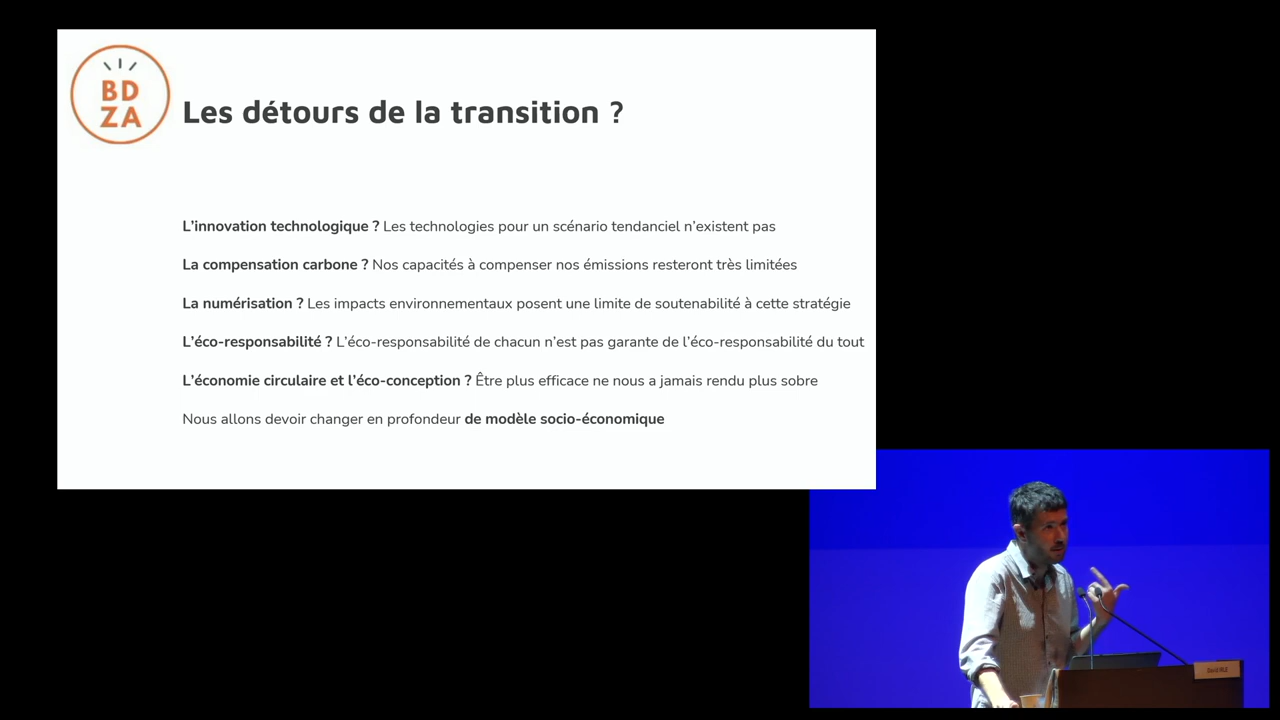 BD
ZA
Les détours de la transition ?
L'innovation technologique ? Les technologies pour un scénario tendanciel n'existent pas
La compensation carbone ? Nos capacités à compenser nos émissions resteront très limitées
La numérisation ? Les impacts environnementaux posent une limite de soutenabilité à cette stratégie
L'éco-responsabilité ? L'éco-responsabilité de chacun n'est pas garante de l'éco-responsabilité du tout
L'économie circulaire et l'éco-conception ? Être plus efficace ne nous a jamais rendu plus sobre
Nous allons devoir changer en profondeur de modèle socio-économique